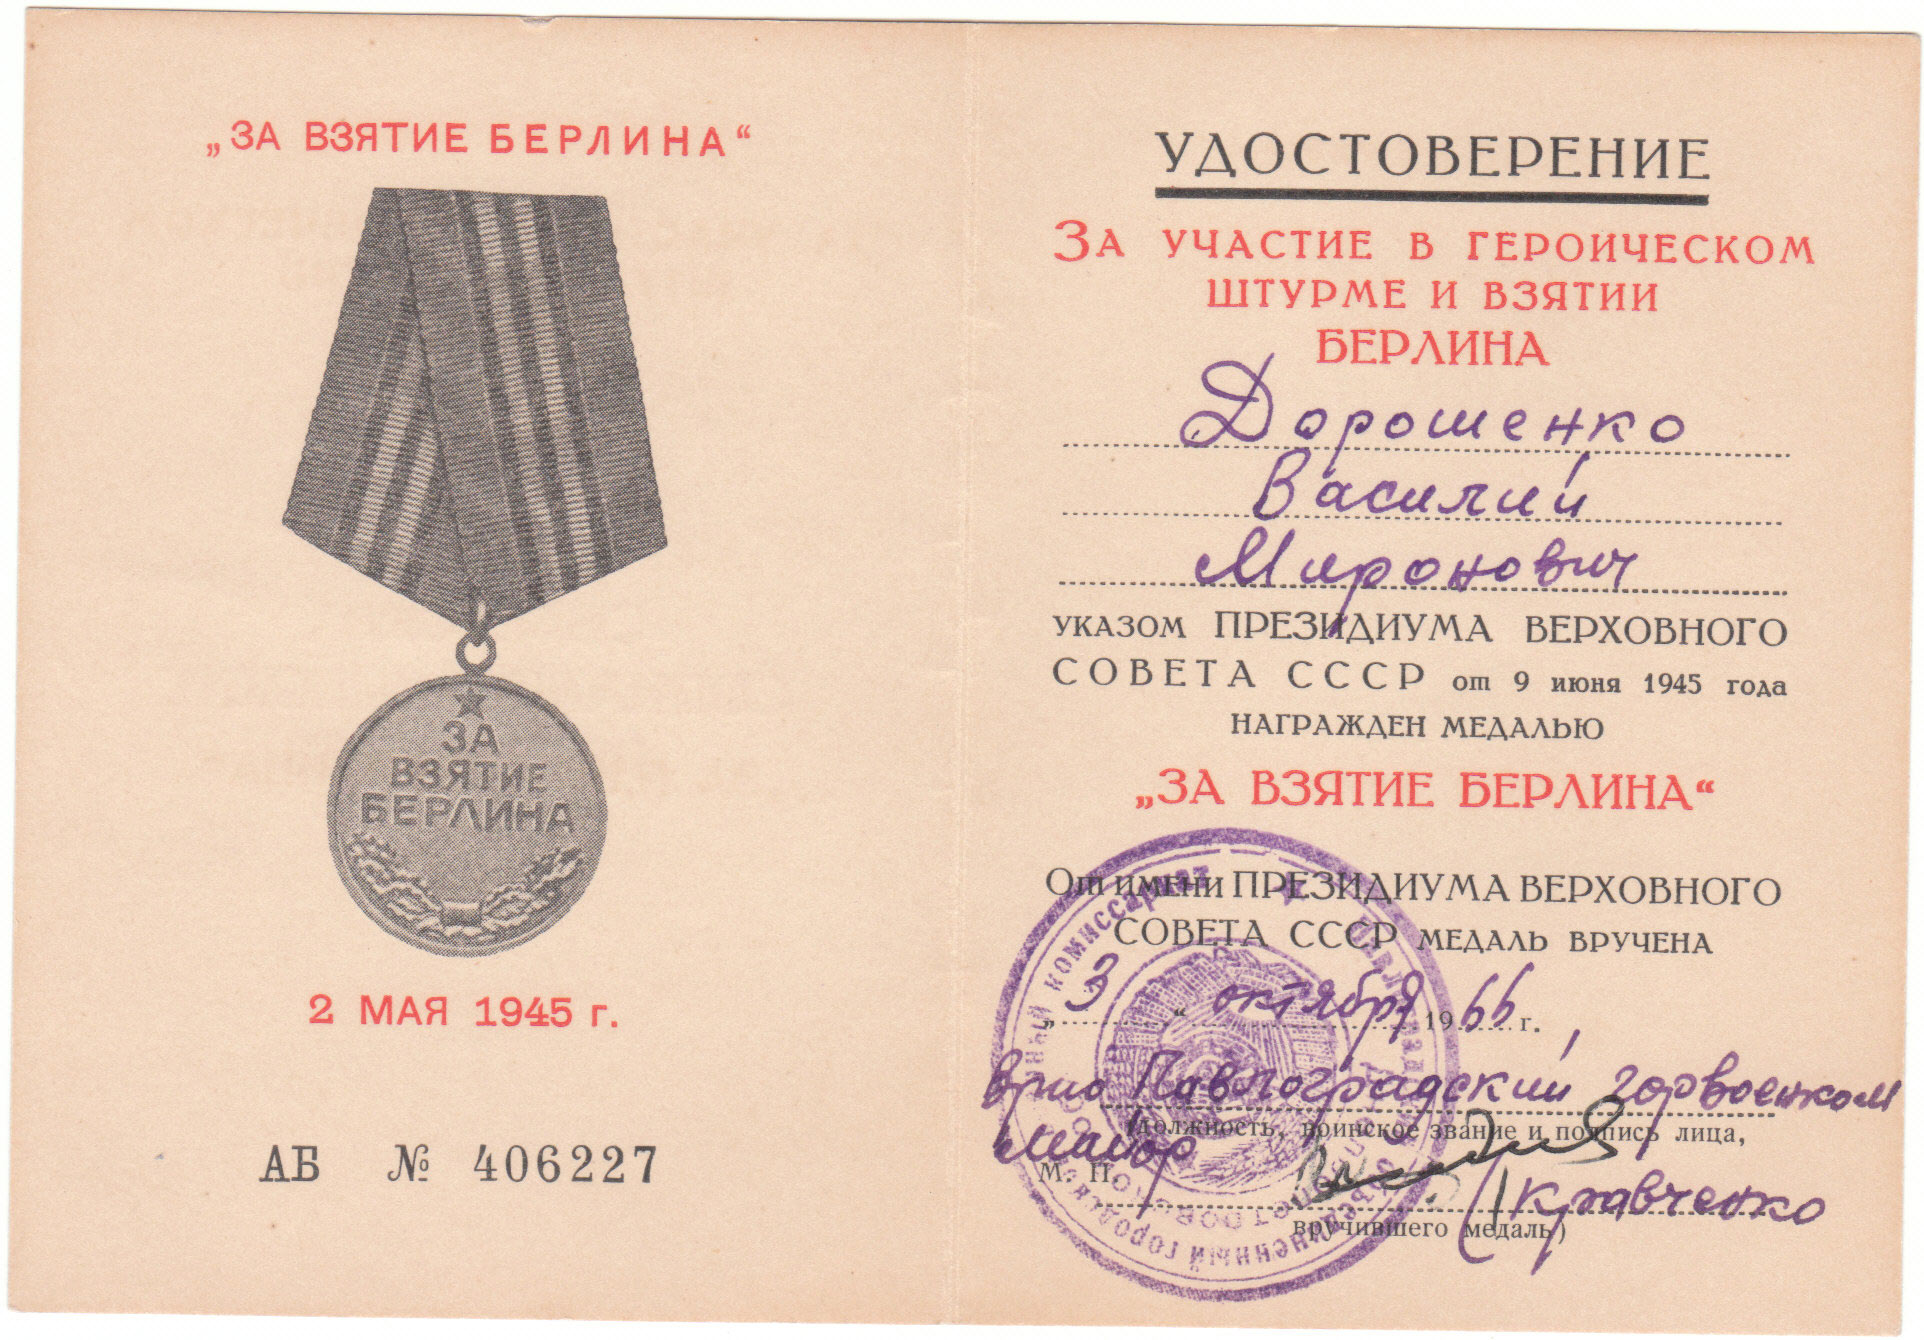 „ЗА ВЗЯТИЕ БЕРЛИНА“
ЗА
ВЗЯТИЕ
БЕРЛИНА
2 МАЯ 1945 г.
АБ № 406227
УДОСТОВЕРЕНИЕ
ЗА УЧАСТИЕ В ГЕРОИЧЕСКОМ
ШТУРМЕ И ВЗЯТИИ
БЕРЛИНА
Дорошенко
Василий
Миронович
УКАЗОМ ПРЕЗИДИУМА ВЕРХОВНОГО
СОВЕТА СССР от 9 июня 1945 года
НАГРАЖДЕН МЕДАЛЬЮ
„ЗА ВЗЯТИЕ БЕРЛИНА“
От имени ПРЕЗИДИУМА ВЕРХОВНОГО
СОВЕТА СССР МЕДАЛЬ ВРУЧЕНА
„3“ октября 1966 г.
Врио Павлоградский горвоенком
(должность, воинское звание и подпись лица,
майор
М. П. (Кравченко
вручившего медаль)
комиссариат
объединенный городской